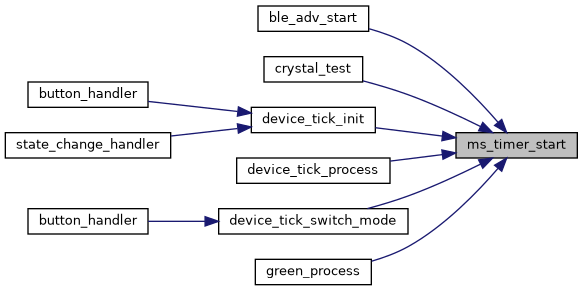 ble_adv_start
crystal_test
button_handler
device_tick_init
state_change_handler
ms_timer_start
device_tick_process
button_handler
device_tick_switch_mode
green_process